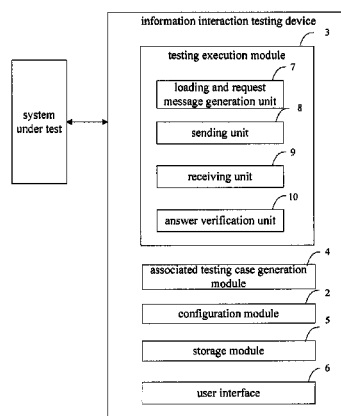 information interaction testing device
3
testing execution module
7
loading and request
message generation unit
8
sending unit
9
receiving unit
10
answer verification unit
system
under test
4
associated testing case generation
module
2
configuration module
5
storage module
6
user interface